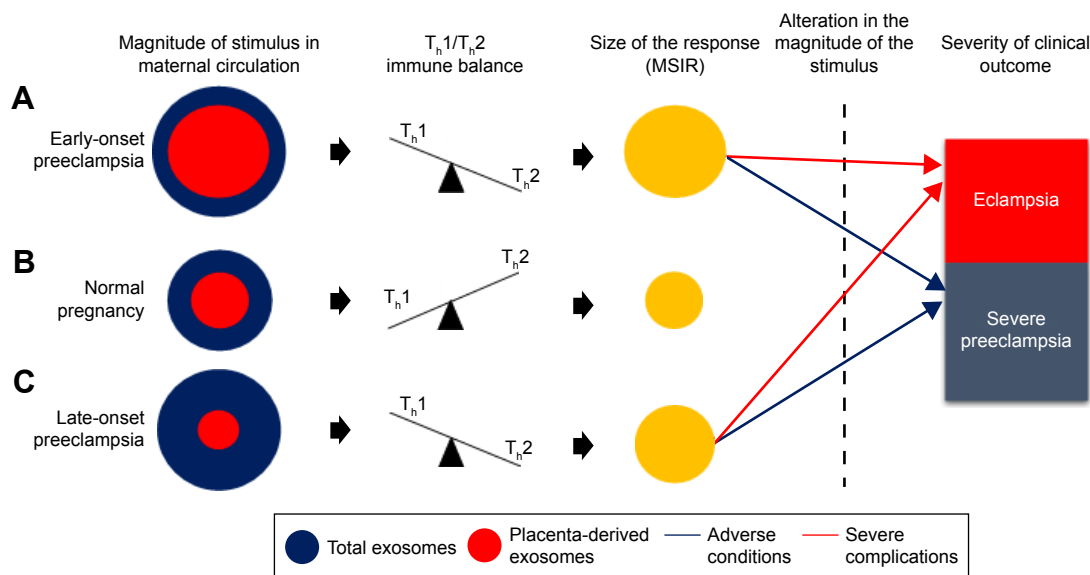 Magnitude of stimulus in
maternal circulation
Tₕ1/Tₕ2
immune balance
Size of the response
(MSIR)
Alteration in the
magnitude of the
stimulus
Severity of clinical
outcome
A
Early-onset
preeclampsia
Tₕ1
Tₕ2
Eclampsia
B
Normal
pregnancy
Tₕ1
Tₕ2
Severe
preeclampsia
C
Late-onset
preeclampsia
Tₕ1
Tₕ2
Total exosomes
Placenta-derived
exosomes
Adverse
conditions
Severe
complications